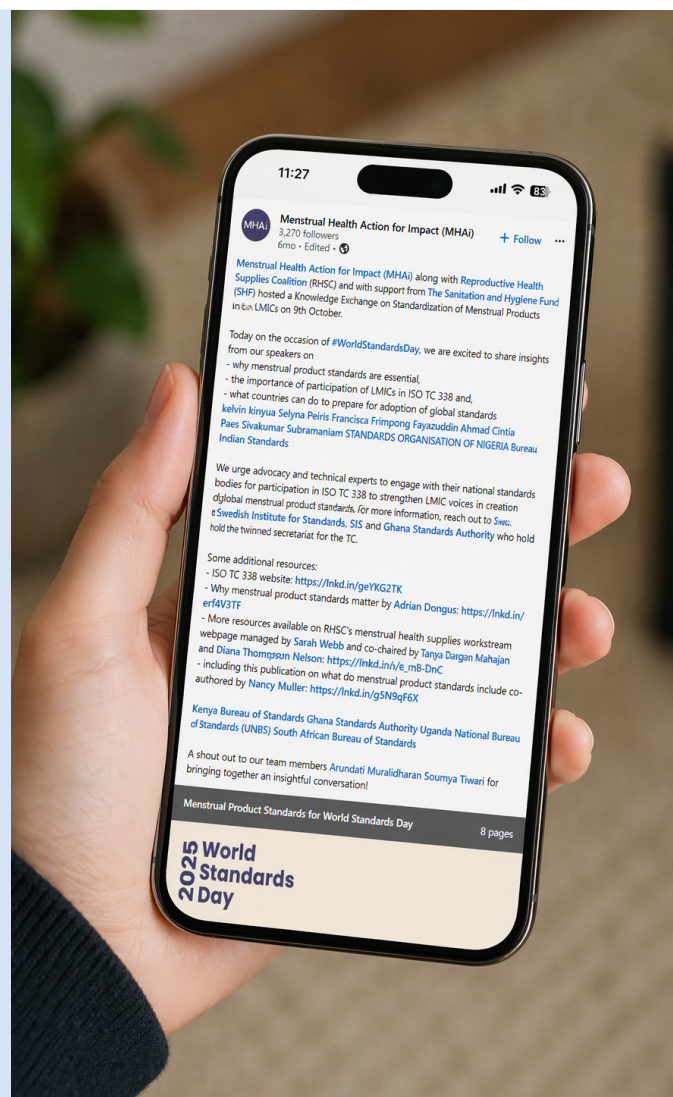 11:27
83
MHAi
Menstrual Health Action for Impact (MHAi)
+ Follow
3,270 followers
6mo • Edited •
Menstrual Health Action for Impact (MHAi) along with Reproductive Health
Supplies Coalition (RHSC) and with support from The Sanitation and Hygiene Fund
(SHF) hosted a Knowledge Exchange on Standardization of Menstrual Products
in LMICs on 9th October.
Today on the occasion of #WorldStandardsDay, we are excited to share insights
from our speakers on
- why menstrual product standards are essential,
- the importance of participation of LMICs in ISO TC 338 and,
- what countries can do to prepare for adoption of global standards
kelvin kinyua Selyna Peiris Francisca Frimpong Fayazuddin Ahmad Cintia
Paes Sivakumar Subramaniam STANDARDS ORGANISATION OF NIGERIA Bureau
Indian Standards
We urge advocacy and technical experts to engage with their national standards
bodies for participation in ISO TC 338 to strengthen LMIC voices in creation
global menstrual product standards. For more information, reach out to
Swedish Institute for Standards, SIS and Ghana Standards Authority who hold
hold the twinned secretariat for the TC.
Some additional resources:
- ISO TC 338 website: https://lnkd.in/geYKG2TK
- Why menstrual product standards matter by Adrian Dongus: https://lnkd.in/
erf4V3TF
- More resources available on RHSC's menstrual health supplies workstream
webpage managed by Sarah Webb and co-chaired by Tanya Dargan Mahajan
and Diana Thompson Nelson: https://lnkd.in/v/e_mB-DnC
- including this publication on what do menstrual product standards include co-
authored by Nancy Muller: https://lnkd.in/g5N9qF6X
Kenya Bureau of Standards Ghana Standards Authority Uganda National Bureau
of Standards (UNBS) South African Bureau of Standards
A shout out to our team members Arundati Muralidharan Soumya Tiwari for
bringing together an insightful conversation!
Menstrual Product Standards for World Standards Day
8 pages
2025
World
Standards
Day